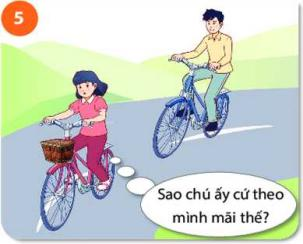 5
Sao chú ấy cứ theo
mình mãi thế?